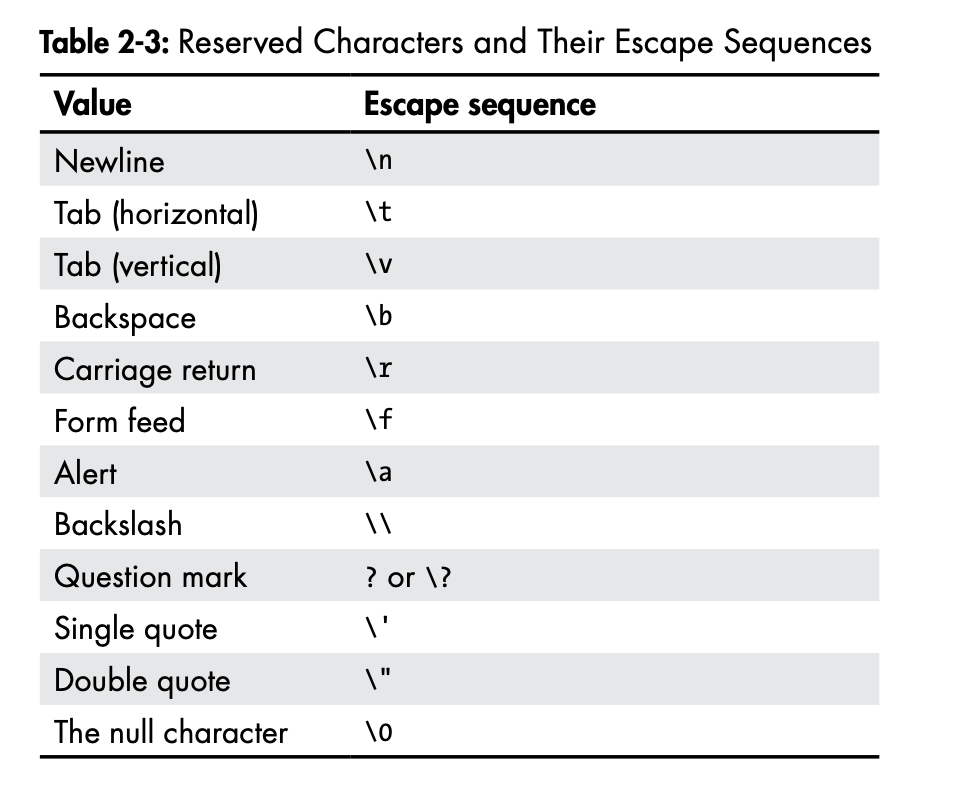 Table 2-3: Reserved Characters and Their Escape Sequences
Value Escape sequence
Newline \n
Tab (horizontal) \t
Tab (vertical) \v
Backspace \b
Carriage return \r
Form feed \f
Alert \a
Backslash \\
Question mark ? or \?
Single quote \'
Double quote \"
The null character \0